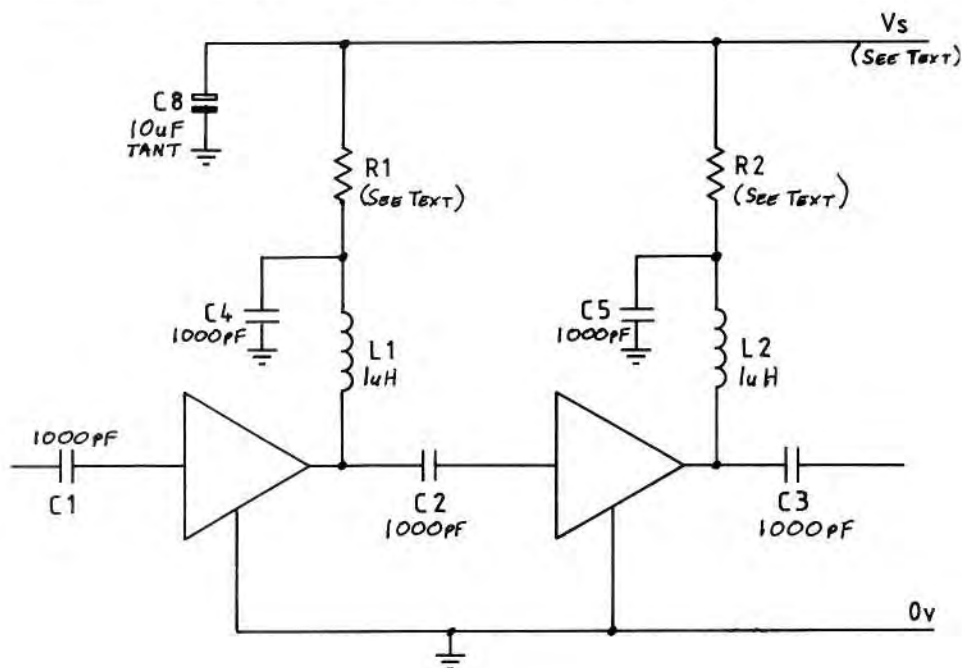 Vs
(SEE TEXT)
C8
10uF
TANT
R1
(SEE TEXT)
R2
(SEE TEXT)
C4
1000pF
L1
1uH
C5
1000pF
L2
1uH
1000pF
C1
C2
1000pF
C3
1000pF
0v